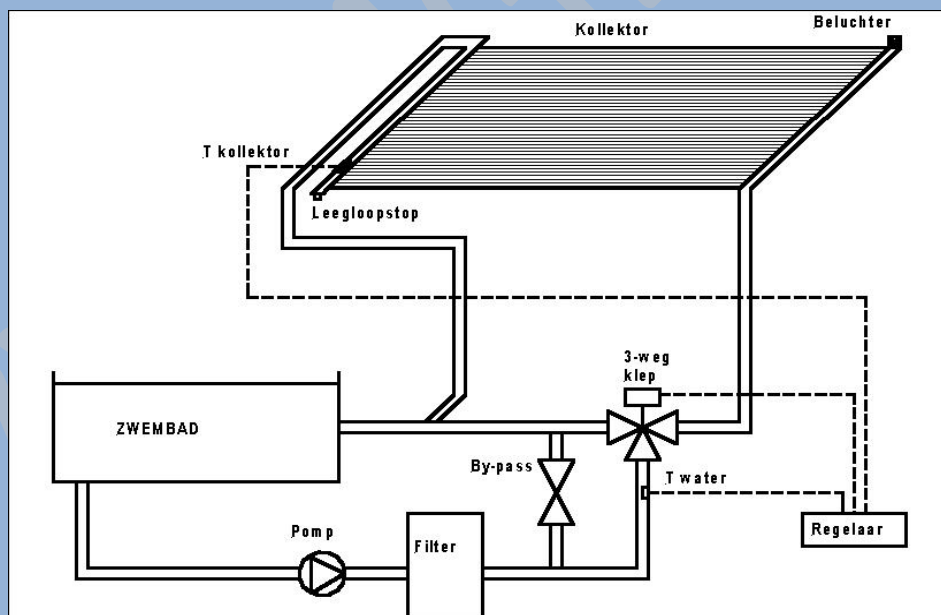 Kollektor
Beluchter
T kollektor
Leegloopstop
3-weg
klep
ZWEMBAD
By-pass
T water
Pomp
Filter
Regelaar